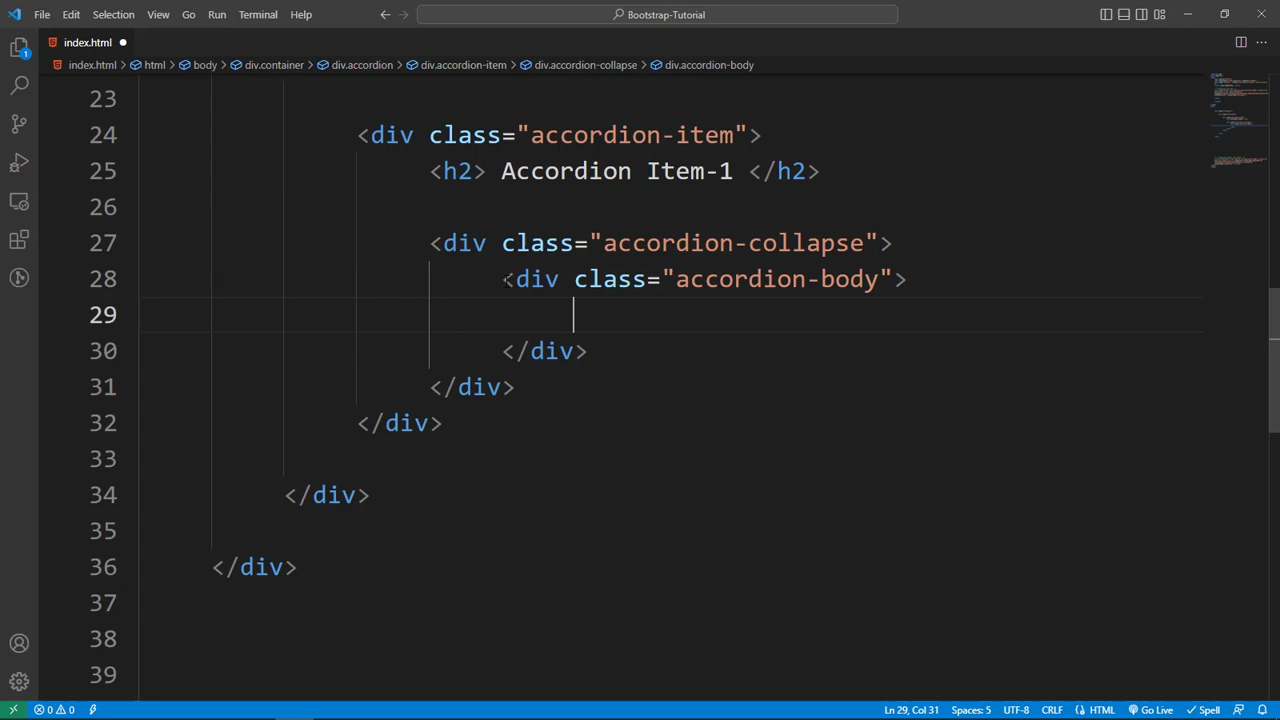 File Edit Selection View Go Run Terminal Help
Bootstrap-Tutorial
index.html
index.html > html > body > div.container > div.accordion > div.accordion-item > div.accordion-collapse > div.accordion-body
1
23
24 <div class="accordion-item">
25 <h2> Accordion Item-1 </h2>
26
27 <div class="accordion-collapse">
28 <div class="accordion-body">
29
30 </div>
31 </div>
32 </div>
33
34 </div>
35
36 </div>
37
38
39
0 0 Ln 29, Col 31 Spaces: 5 UTF-8 CRLF HTML Go Live Spell